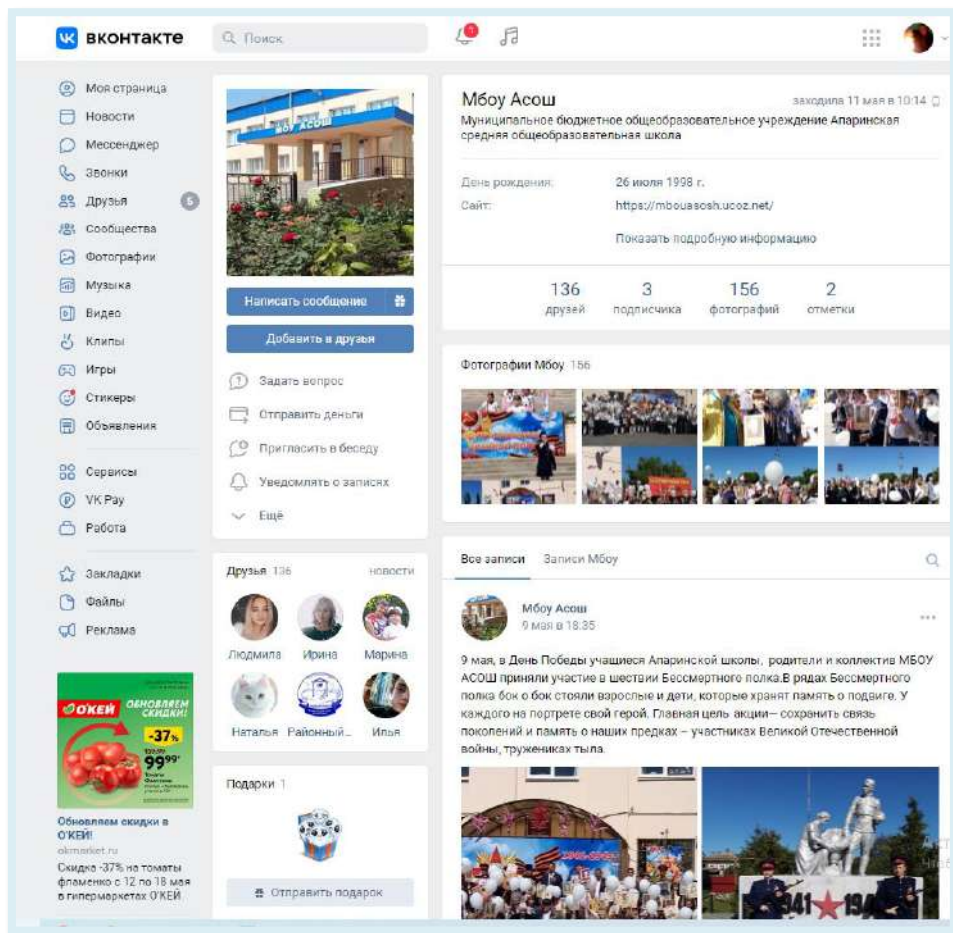 вконтакте
Поиск
1
Моя страница
Новости
Мессенджер
Звонки
Друзья 5
Сообщества
Фотографии
Музыка
Видео
Клипы
Игры
Стикеры
Объявления
Сервисы
VK Pay
Работа
Закладки
Файлы
Реклама
О'КЕЙ
ОБНОВЛЯЕМ
СКИДКИ!
-37%
99⁹⁹
Обновляем скидки в
О'КЕЙ!
okmarket.ru
Скидка -37% на томаты
фламенко с 12 по 18 мая
в гипермаркетах О'КЕЙ
МОУ АСОШ
Написать сообщение
Добавить в друзья
Задать вопрос
Отправить деньги
Пригласить в беседу
Уведомлять о записях
Ещё
Друзья 136 новости
Людмила Ирина Марина
Наталья Районный... Илья
Подарки 1
Отправить подарок
Мбоу Асош
заходила 11 мая в 10:14
Муниципальное бюджетное общеобразовательное учреждение Апаринская
средняя общеобразовательная школа
День рождения: 26 июля 1998 г.
Сайт: https://mbouasosh.ucoz.net/
Показать подробную информацию
136 3 156 2
друзей подписчика фотографий отметки
Фотографии Мбоу 156
Все записи Записи Мбоу
Мбоу Асош
9 мая в 18:35
9 мая, в День Победы учащиеся Апаринской школы, родители и коллектив МБОУ
АСОШ приняли участие в шествии Бессмертного полка.В рядах Бессмертного
полка бок о бок стояли взрослые и дети, которые хранят память о подвиге. У
каждого на портрете свой герой. Главная цель акции— сохранить связь
поколений и память о наших предках – участниках Великой Отечественной
войны, тружениках тыла.